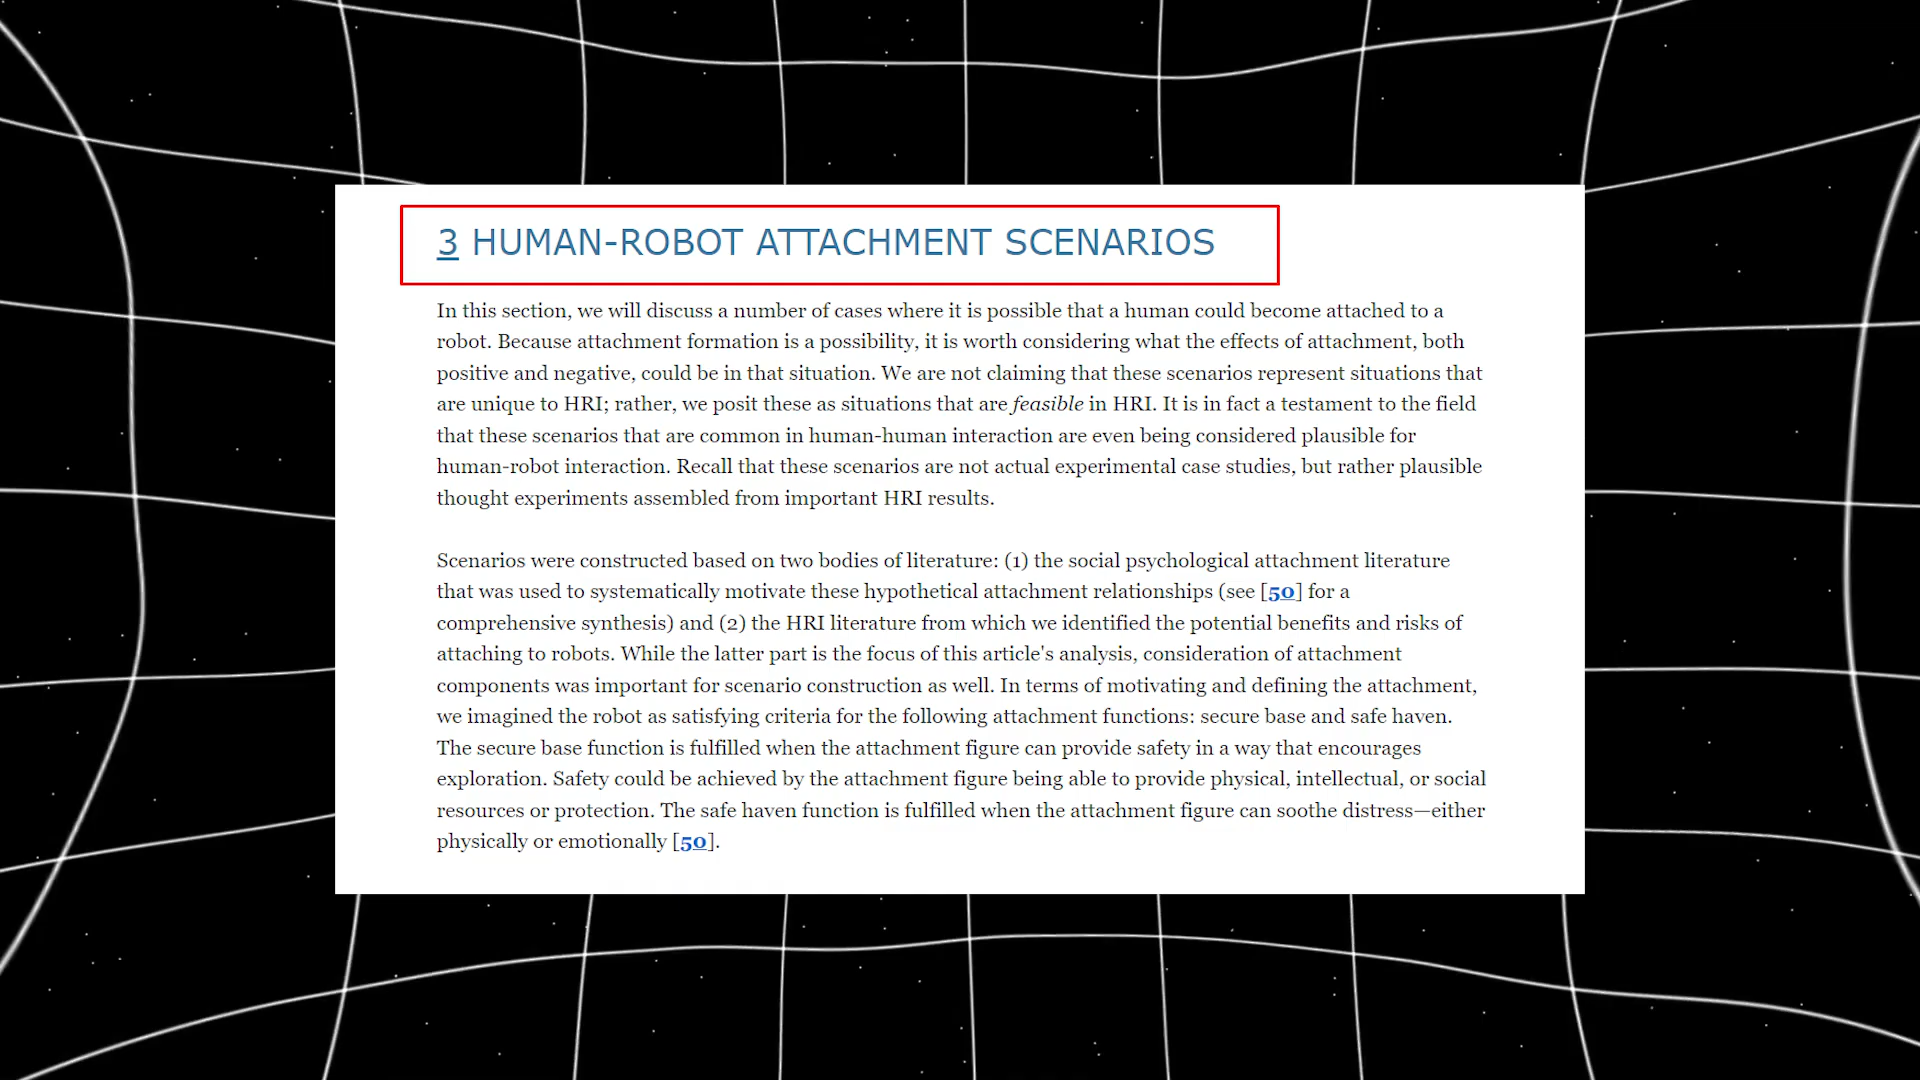 3 HUMAN-ROBOT ATTACHMENT SCENARIOS
In this section, we will discuss a number of cases where it is possible that a human could become attached to a
robot. Because attachment formation is a possibility, it is worth considering what the effects of attachment, both
positive and negative, could be in that situation. We are not claiming that these scenarios represent situations that
are unique to HRI; rather, we posit these as situations that are feasible in HRI. It is in fact a testament to the field
that these scenarios that are common in human-human interaction are even being considered plausible for
human-robot interaction. Recall that these scenarios are not actual experimental case studies, but rather plausible
thought experiments assembled from important HRI results.
Scenarios were constructed based on two bodies of literature: (1) the social psychological attachment literature
that was used to systematically motivate these hypothetical attachment relationships (see [50] for a
comprehensive synthesis) and (2) the HRI literature from which we identified the potential benefits and risks of
attaching to robots. While the latter part is the focus of this article's analysis, consideration of attachment
components was important for scenario construction as well. In terms of motivating and defining the attachment,
we imagined the robot as satisfying criteria for the following attachment functions: secure base and safe haven.
The secure base function is fulfilled when the attachment figure can provide safety in a way that encourages
exploration. Safety could be achieved by the attachment figure being able to provide physical, intellectual, or social
resources or protection. The safe haven function is fulfilled when the attachment figure can soothe distress—either
physically or emotionally [50].